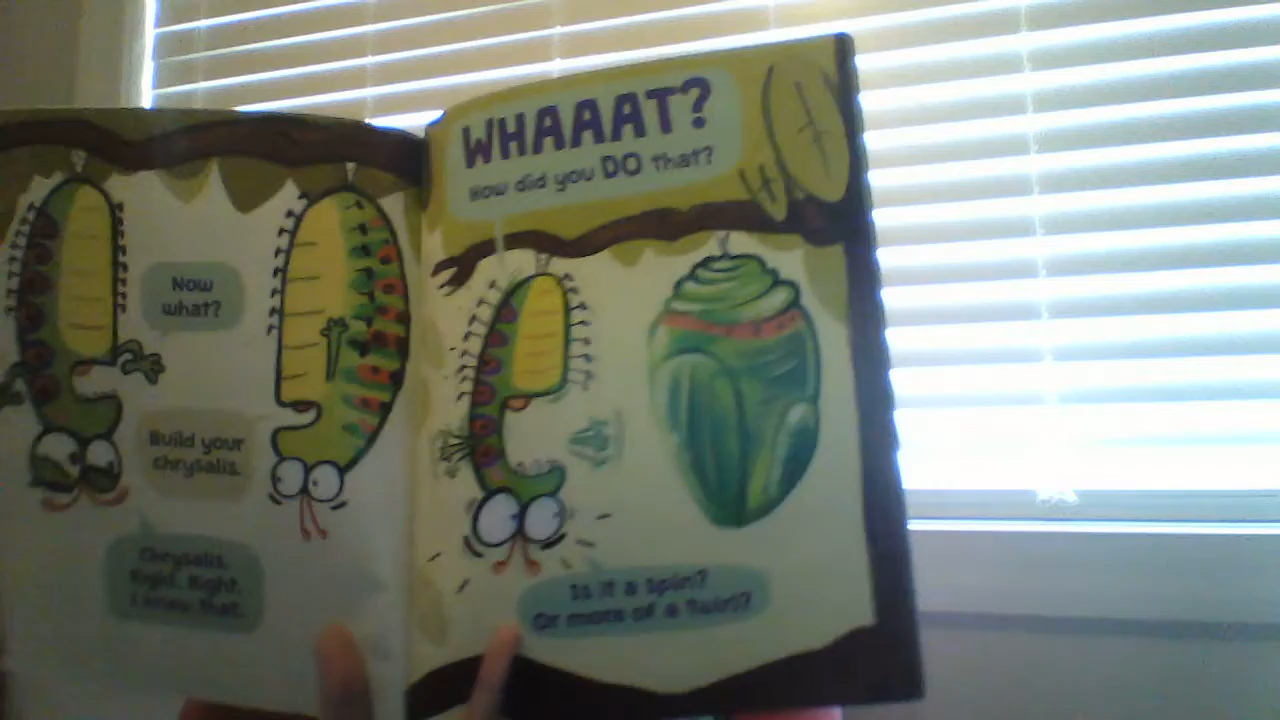 Now
what?
Build your
chrysalis.
Chrysalis.
Right. Right.
I knew that.
WHAAAT?
How did you DO that?
Is it a spin?
Or more of a twirl?